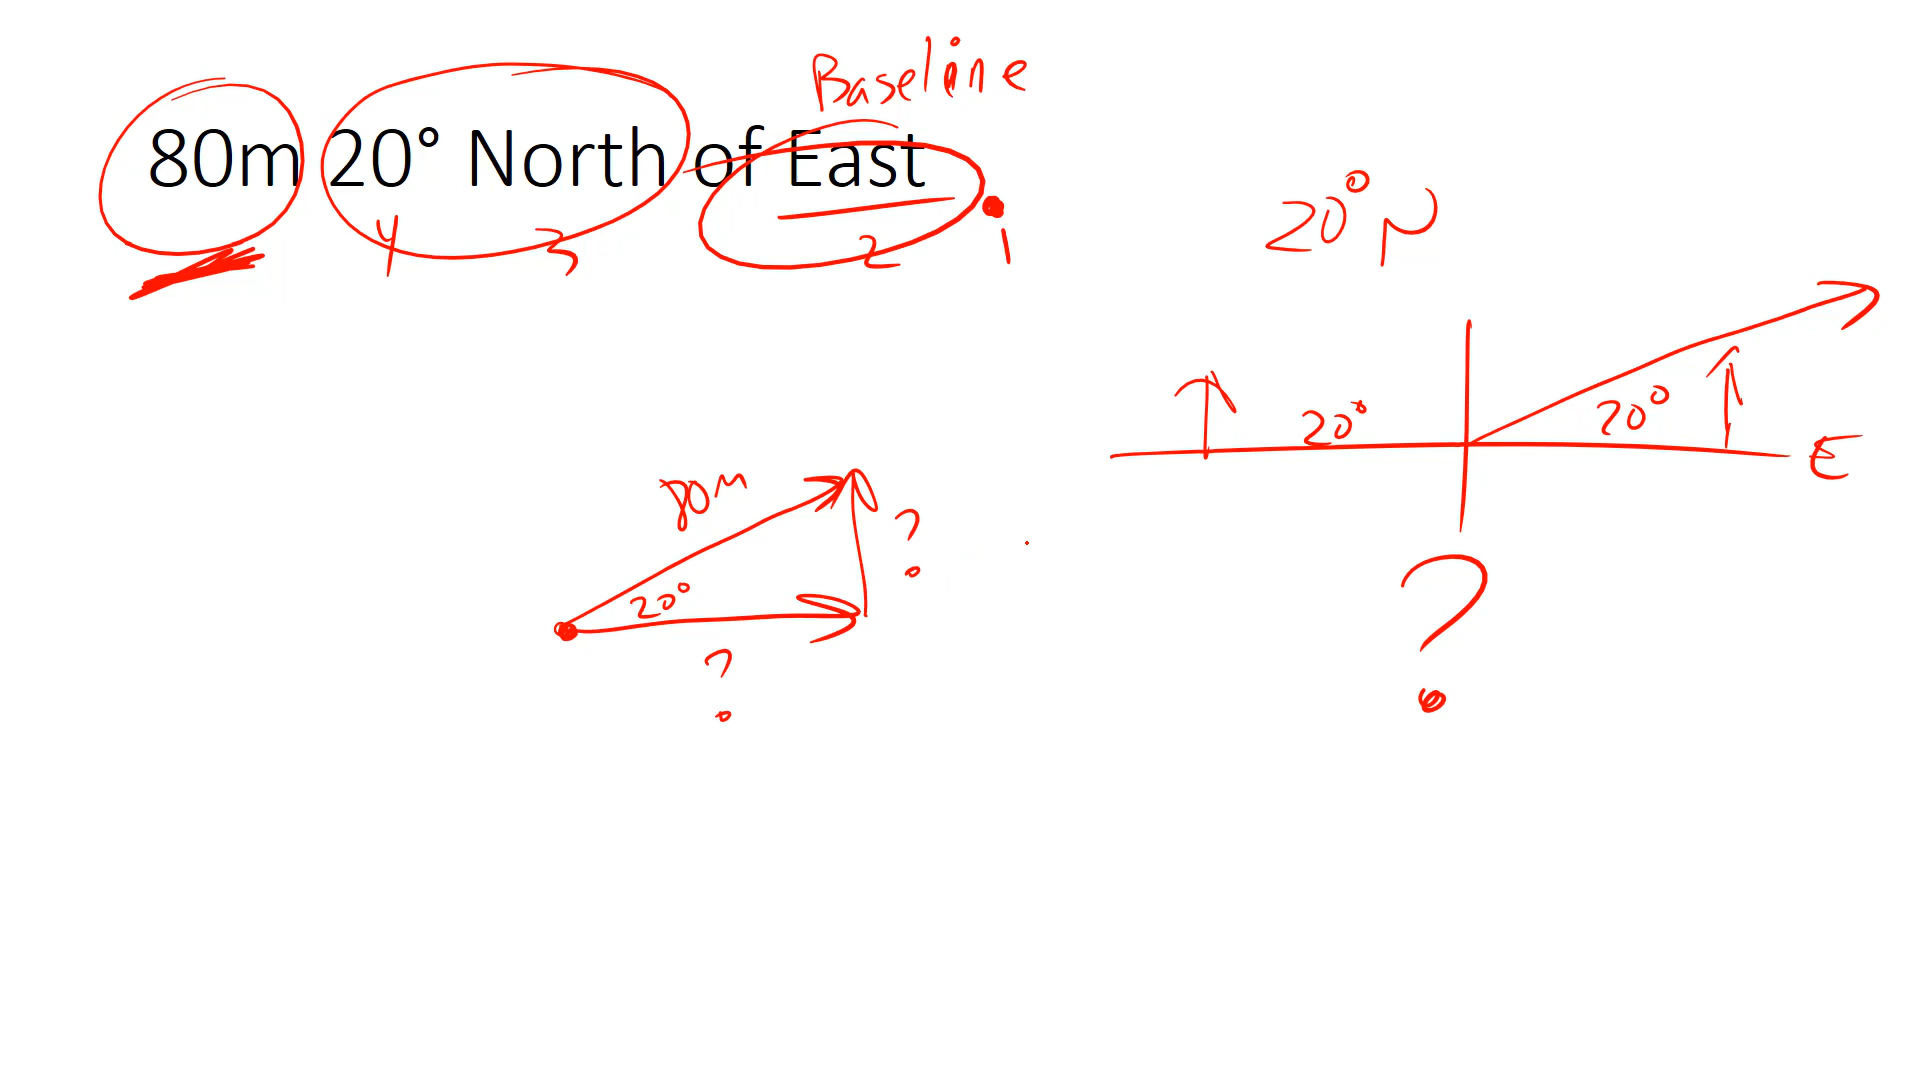 Baseline
80m 20° North of East
4 3 2 1
20° N
20° 20°
E
80m
?
20°
?
?